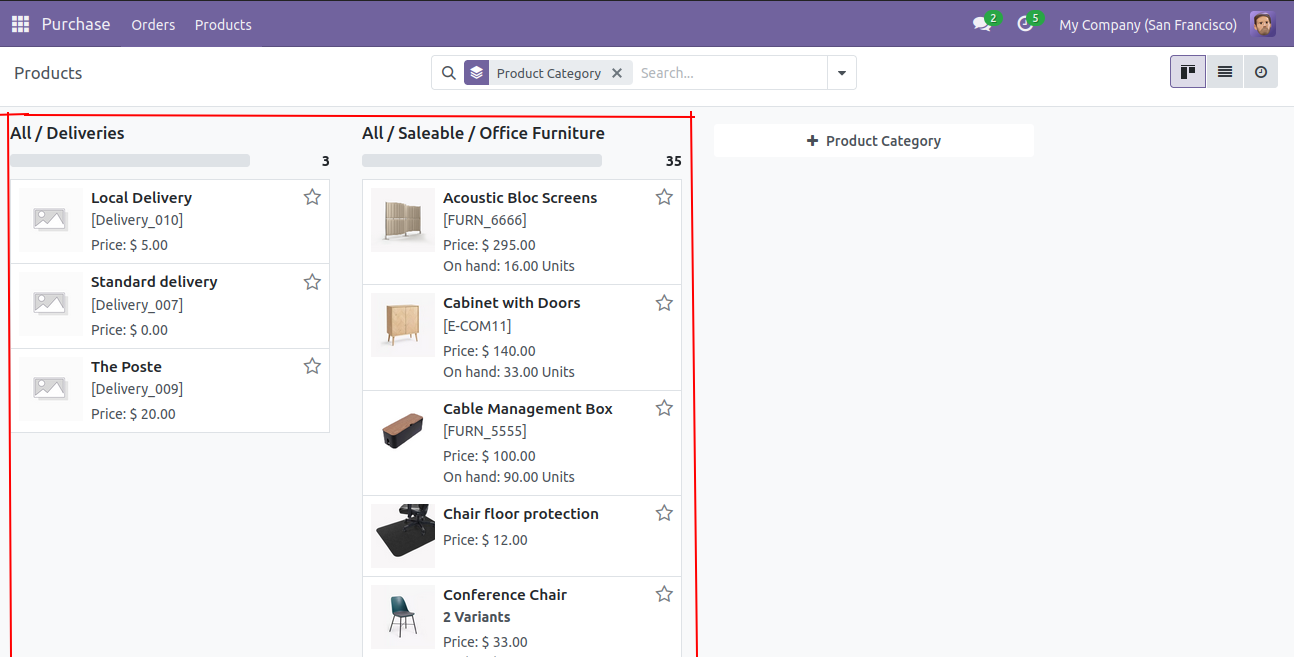 Purchase Orders Products 2 5 My Company (San Francisco)
Products Product Category Search...
All / Deliveries
3
Local Delivery
[Delivery_010]
Price: $ 5.00
Standard delivery
[Delivery_007]
Price: $ 0.00
The Poste
[Delivery_009]
Price: $ 20.00
All / Saleable / Office Furniture
35
Acoustic Bloc Screens
[FURN_6666]
Price: $ 295.00
On hand: 16.00 Units
Cabinet with Doors
[E-COM11]
Price: $ 140.00
On hand: 33.00 Units
Cable Management Box
[FURN_5555]
Price: $ 100.00
On hand: 90.00 Units
Chair floor protection
Price: $ 12.00
Conference Chair
2 Variants
Price: $ 33.00
+ Product Category